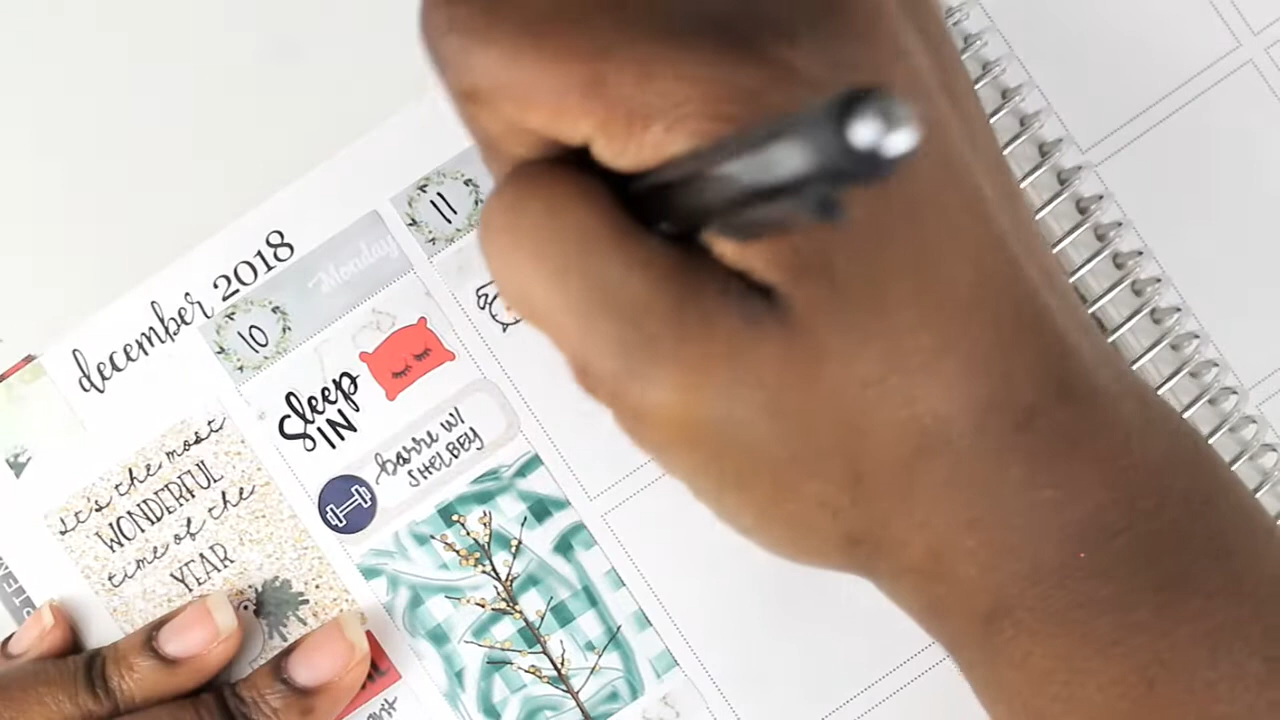 december 2018
Monday
10
11
Sleep
IN
barre w/
SHELBEY
It's the most
WONDERFUL
time of the
YEAR